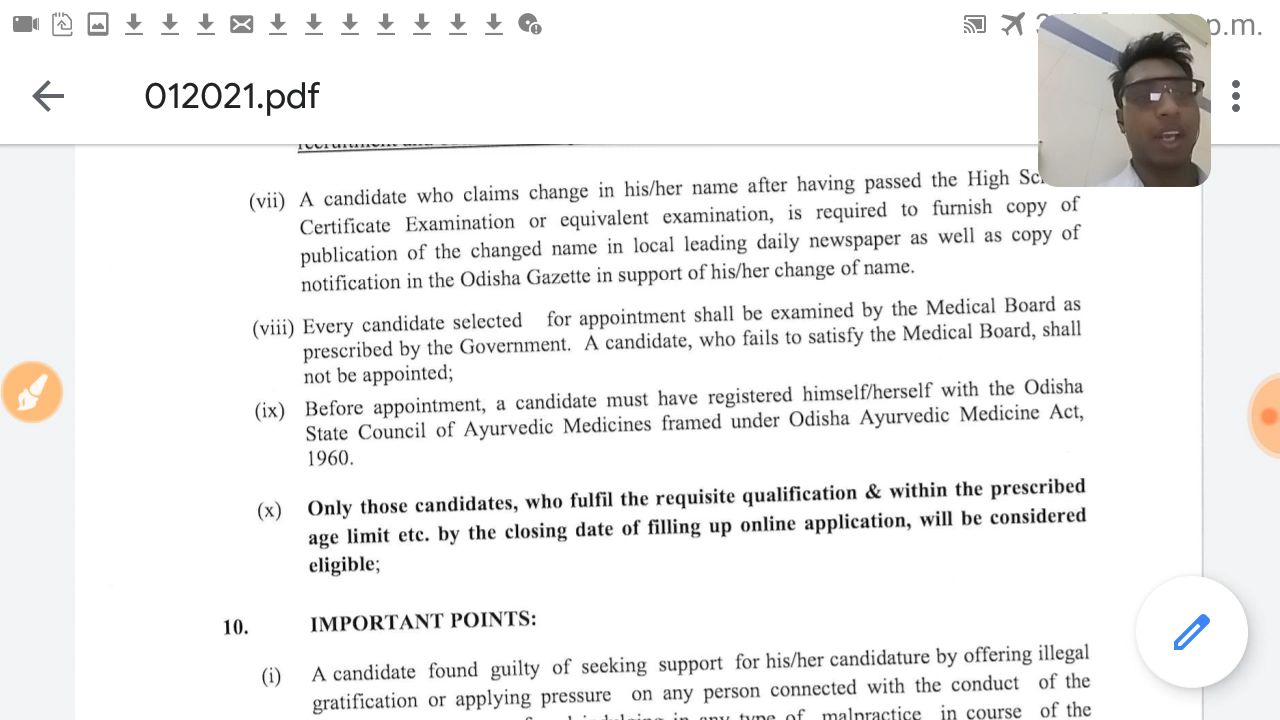 p.m.
012021.pdf
recruitment and
(vii) A candidate who claims change in his/her name after having passed the High
Certificate Examination or equivalent examination, is required to furnish copy of
publication of the changed name in local leading daily newspaper as well as copy of
notification in the Odisha Gazette in support of his/her change of name.
(viii) Every candidate selected for appointment shall be examined by the Medical Board as
prescribed by the Government. A candidate, who fails to satisfy the Medical Board, shall
not be appointed;
(ix) Before appointment, a candidate must have registered himself/herself with the Odisha
State Council of Ayurvedic Medicines framed under Odisha Ayurvedic Medicine Act,
1960.
(x) Only those candidates, who fulfil the requisite qualification & within the prescribed
age limit etc. by the closing date of filling up online application, will be considered
eligible;
10. IMPORTANT POINTS:
(i) A candidate found guilty of seeking support for his/her candidature by offering illegal
gratification or applying pressure on any person connected with the conduct of the
in any type of malpractice in course of the